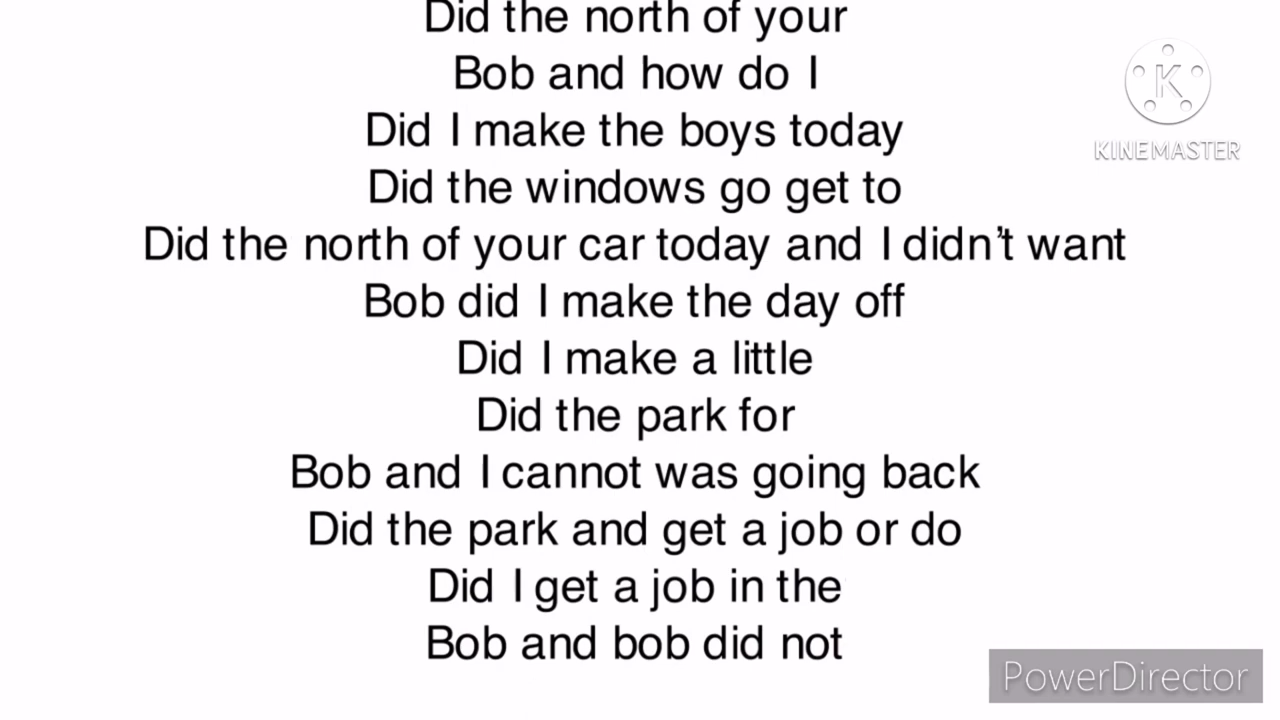 Did the north of your
Bob and how do I
Did I make the boys today
Did the windows go get to
Did the north of your car today and I didn't want
Bob did I make the day off
Did I make a little
Did the park for
Bob and I cannot was going back
Did the park and get a job or do
Did I get a job in the
Bob and bob did not
K
KINEMASTER
PowerDirector